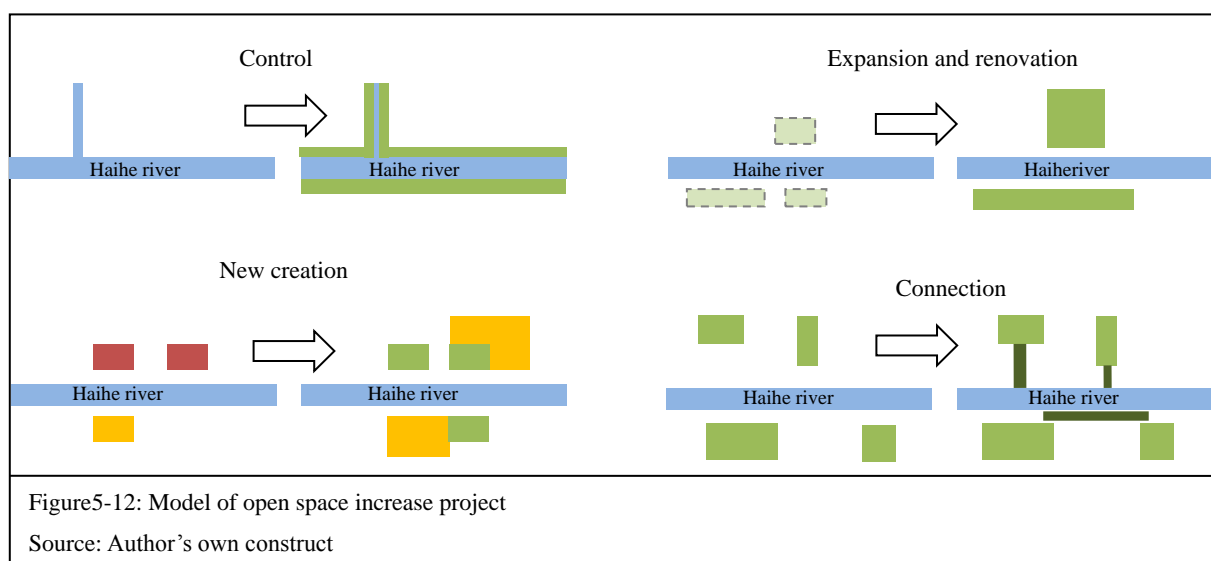 Control
Haihe river
Haihe river
Expansion and renovation
Haihe river
Haiheriver
New creation
Haihe river
Haihe river
Connection
Haihe river
Haihe river
Figure5-12: Model of open space increase project
Source: Author’s own construct